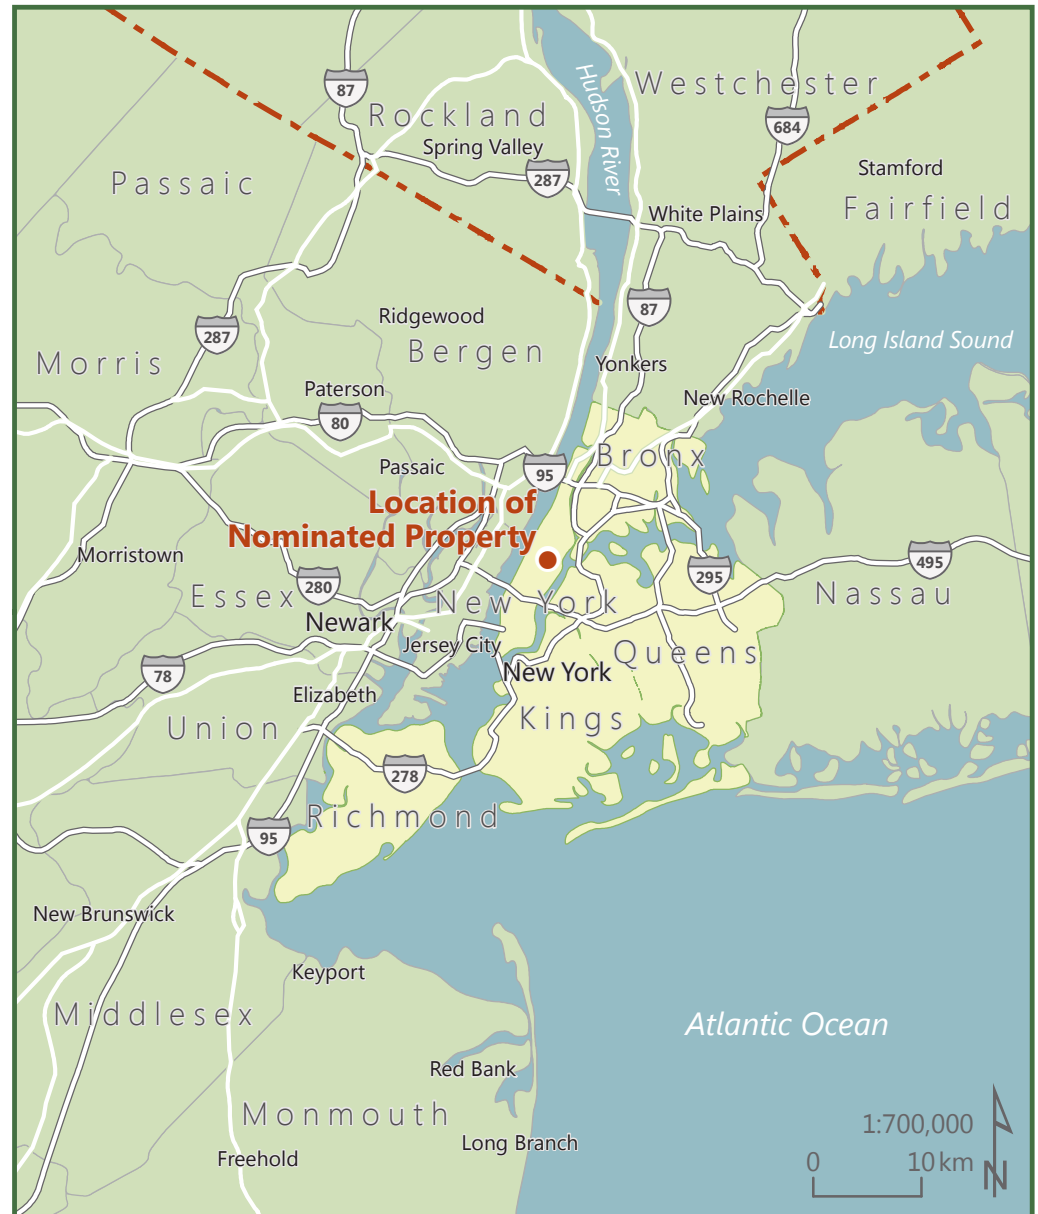 Westchester
87
Hudson River
Rockland
684
Spring Valley
Stamford
287
Passaic
Fairfield
White Plains
87
Ridgewood
287
Long Island Sound
Bergen
Morris
Yonkers
Paterson
New Rochelle
80
Bronx
Passaic
95
Location of
Nominated Property
Morristown
495
295
280
Essex
Nassau
New York
Newark
Jersey City
Queens
78
New York
Elizabeth
Kings
Union
278
Richmond
95
New Brunswick
Keyport
Middlesex
Atlantic Ocean
Red Bank
Monmouth
1:700,000
Long Branch
Freehold
0 10 km
N